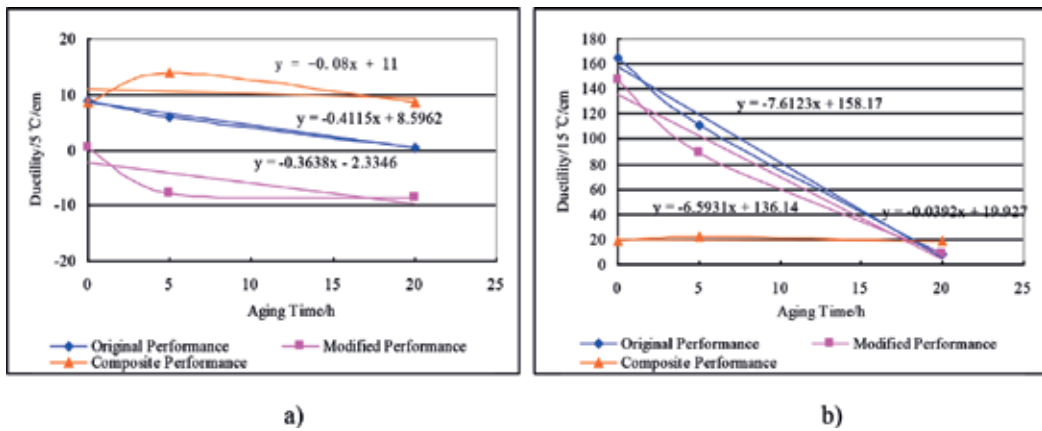 20
10
0
-10
-20
Ductility/5 ℃/cm
y = -0.08x + 11
y = -0.4115x + 8.5962
y = -0.3638x - 2.3346
0 5 10 15 20 25
Aging Time/h
Original Performance Modified Performance
Composite Performance
a)
180
160
140
120
100
80
60
40
20
0
Ductility/15 ℃/cm
y = -7.6123x + 158.17
y = -6.5931x + 136.14
y = -0.0392x + 19.927
0 5 10 15 20 25
Aging Time/h
Original Performance Modified Performance
Composite Performance
b)